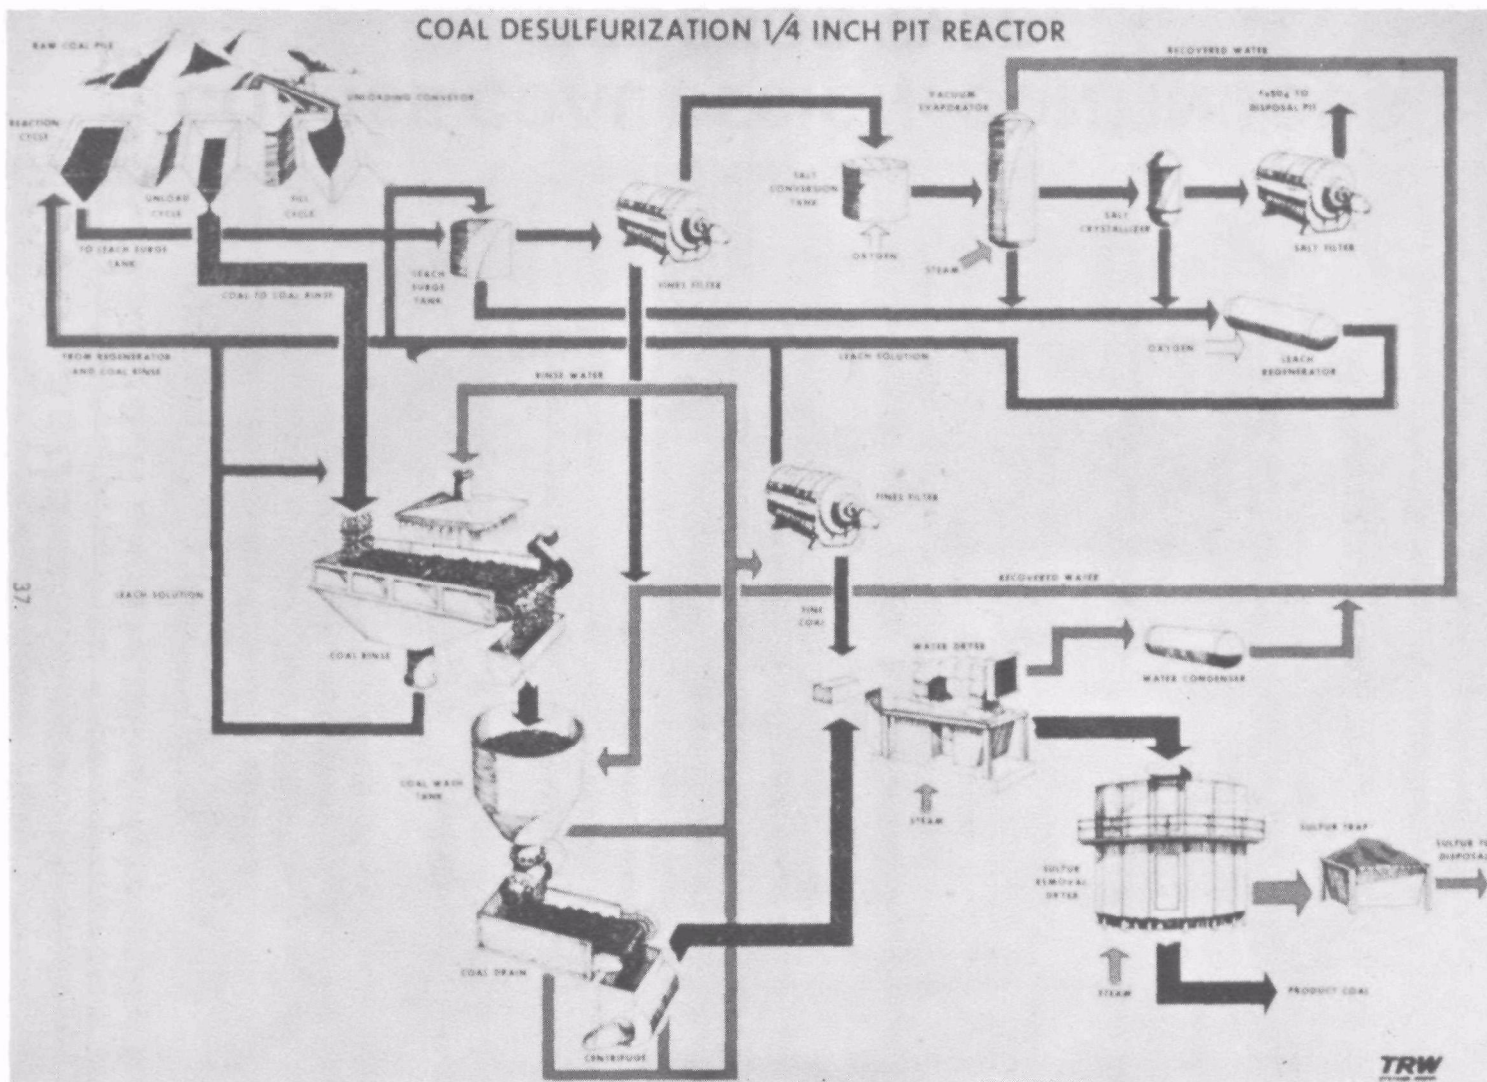 COAL DESULFURIZATION 1/4 INCH PIT REACTOR
RAW COAL PILE
UNLOADING CONVEYOR
REACTION
CYCLE
UNLOAD
CYCLE
FILL
CYCLE
TO LEACH SURGE
TANK
COAL TO COAL RINSE
FROM REGENERATOR
AND COAL RINSE
LEACH
SURGE
TANK
FINES FILTER
SALT
CONVERSION
TANK
OXYGEN
VACUUM
EVAPORATOR
STEAM
RECOVERED WATER
FeSO4 TO
DISPOSAL PIT
SALT
CRYSTALLIZER
SALT FILTER
OXYGEN
LEACH
REGENERATOR
LEACH SOLUTION
RINSE WATER
FINES FILTER
RECOVERED WATER
LEACH SOLUTION
COAL RINSE
FINE
COAL
WATER DRYER
WATER CONDENSER
COAL WASH
TANK
STEAM
SULFUR
REMOVAL
DRYER
SULFUR TRAP
SULFUR TO
DISPOSAL
COAL DRAIN
CENTRIFUGE
STEAM
PRODUCT COAL
TRW
37.